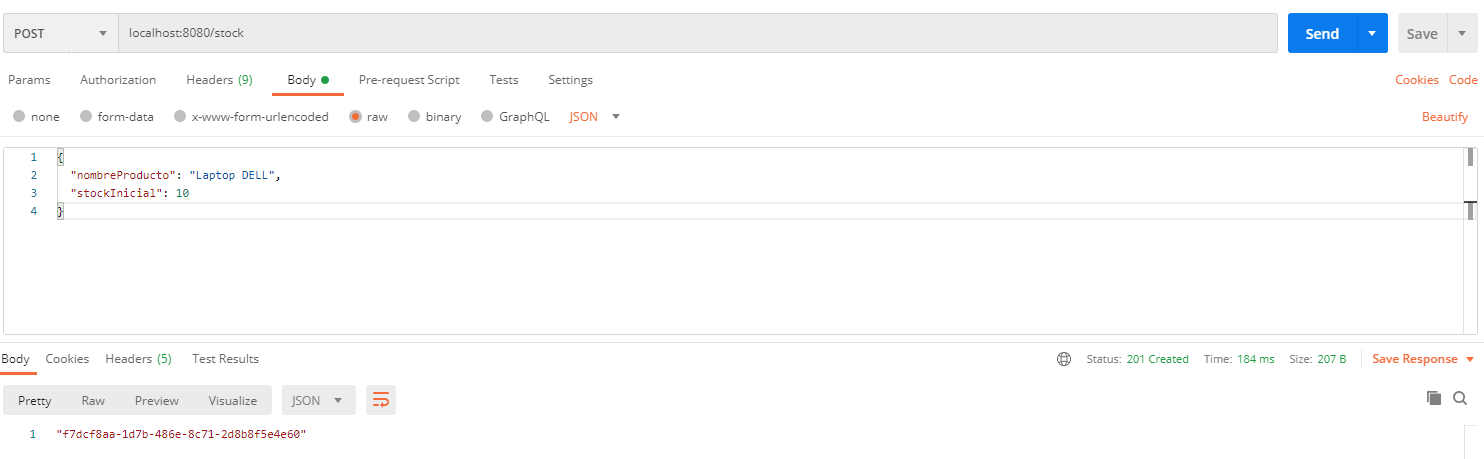 POST localhost:8080/stock Send Save
Params Authorization Headers (9) Body Pre-request Script Tests Settings Cookies Code
none form-data x-www-form-urlencoded raw binary GraphQL JSON Beautify
1 {
2 "nombreProducto": "Laptop DELL",
3 "stockInicial": 10
4 }
Body Cookies Headers (5) Test Results Status: 201 Created Time: 184 ms Size: 207 B Save Response
Pretty Raw Preview Visualize JSON
1 "f7dcf8aa-1d7b-486e-8c71-2d8b8f5e4e60"